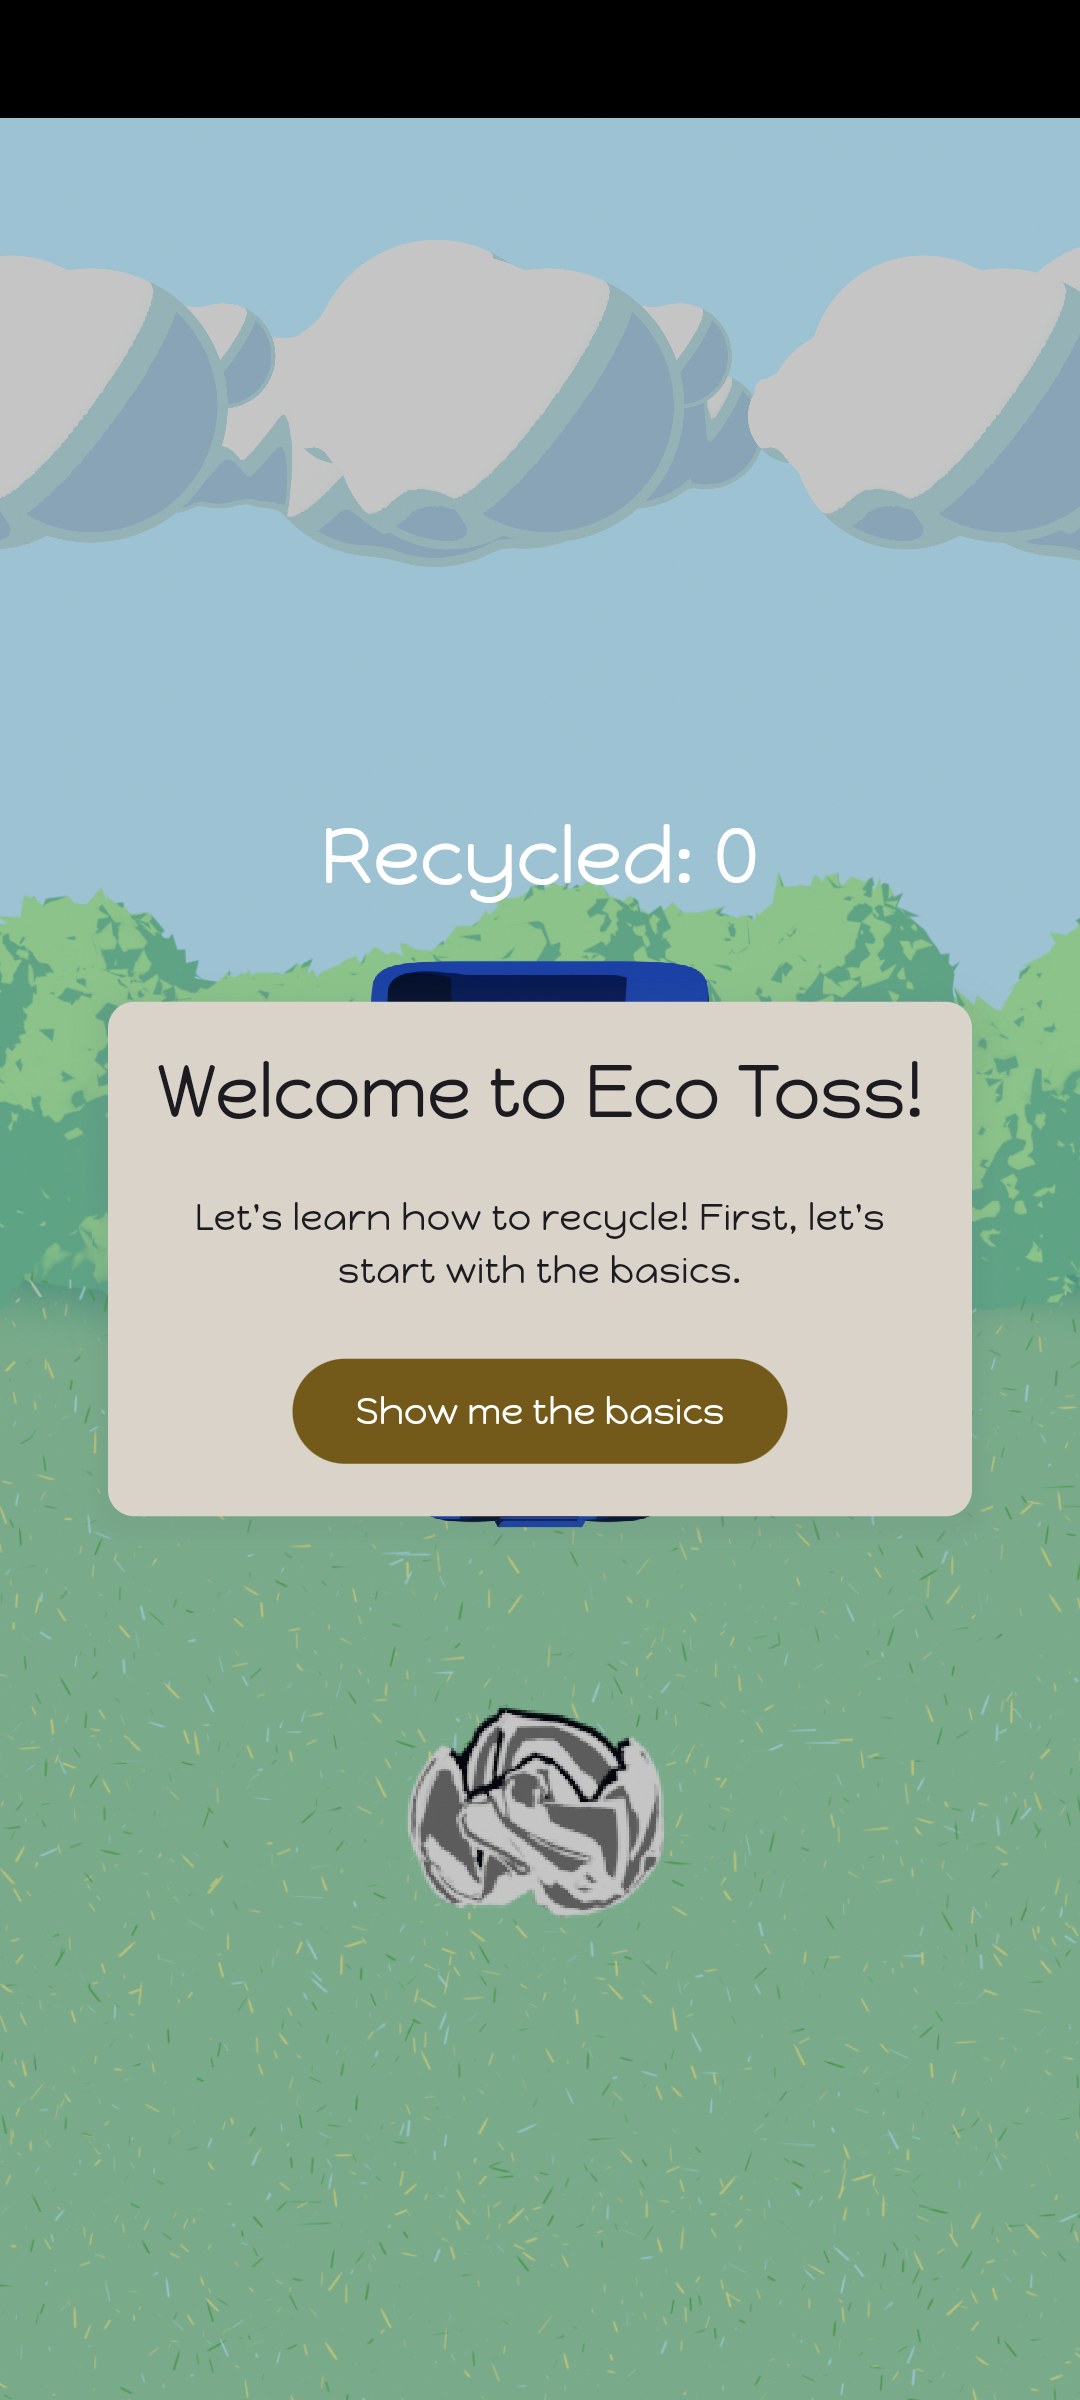 Recycled: 0
Welcome to Eco Toss!
Let's learn how to recycle! First, let's
start with the basics.
Show me the basics